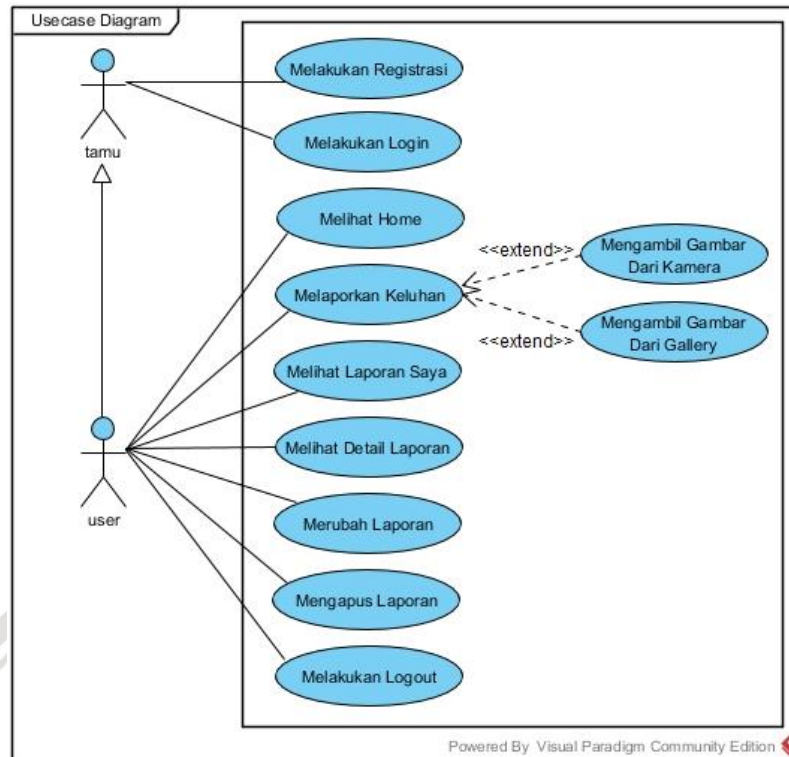 Usecase Diagram
tamu
Melakukan Registrasi
Melakukan Login
Melihat Home
Melaporkan Keluhan
<<extend>>
Mengambil Gambar
Dari Kamera
<<extend>>
Mengambil Gambar
Dari Gallery
Melihat Laporan Saya
Melihat Detail Laporan
user
Merubah Laporan
Mengapus Laporan
Melakukan Logout
Powered By Visual Paradigm Community Edition